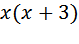 x(x + 3)